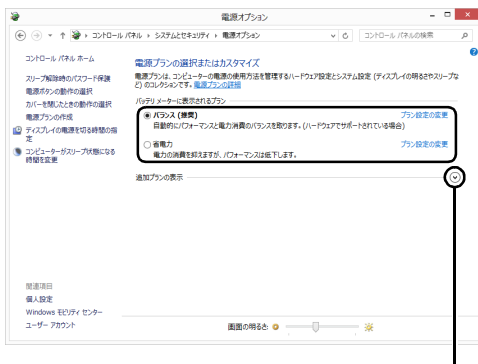 電源オプション
コントロール パネル ▸ システムとセキュリティ ▸ 電源オプション
コントロール パネルの検索
コントロール パネル ホーム
スリープ解除時のパスワード保護
電源ボタンの動作の選択
カバーを閉じたときの動作の選択
電源プランの作成
ディスプレイの電源を切る時間の指
定
コンピューターがスリープ状態になる
時間を変更
電源プランの選択またはカスタマイズ
電源プランは、コンピューターの電源の使用方法を管理するハードウェア設定とシステム設定 (ディスプレイの明るさやスリープな
ど) のコレクションです。電源プランの詳細
バッテリ メーターに表示されるプラン
バランス (推奨) プラン設定の変更
自動的にパフォーマンスと電力消費のバランスを取ります。(ハードウェアでサポートされている場合)
省電力 プラン設定の変更
電力の消費を抑えますが、パフォーマンスは低下します。
追加プランの表示
関連項目
個人設定
Windows モビリティ センター
ユーザー アカウント
画面の明るさ: